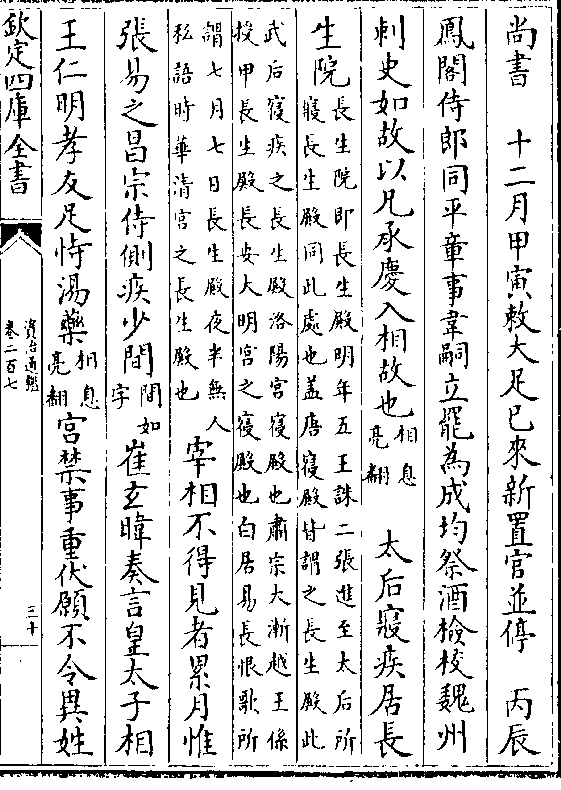 尚書　十二月甲寅敕大足已來新置官並停　丙辰
鳳閣侍郎同平章事韋嗣立罷為成均祭酒檢校魏州
刺史如故以兄承慶入相故也相息亮翻　太后寢疾居長
生院長生院即長生殿明年五王誅二張進至太后所寢長生殿同此處也盖唐寢殿皆謂之長生殿此
武后寢疾之長生殿洛陽宫寢殿也肅宗大漸越王係授甲長生殿長安大明宫之寢殿也白居易長恨歌所
謂七月七日長生殿夜半無人私語時華清宫之長生殿也宰相不得見者累月惟
張易之昌宗侍側疾少間間如字崔玄暐奏言皇太子相
王仁明孝友足恃湯藥相息亮翻宫禁事重伏願不令異姓
欽定四庫全書
資治通鑑
卷二百七
三十